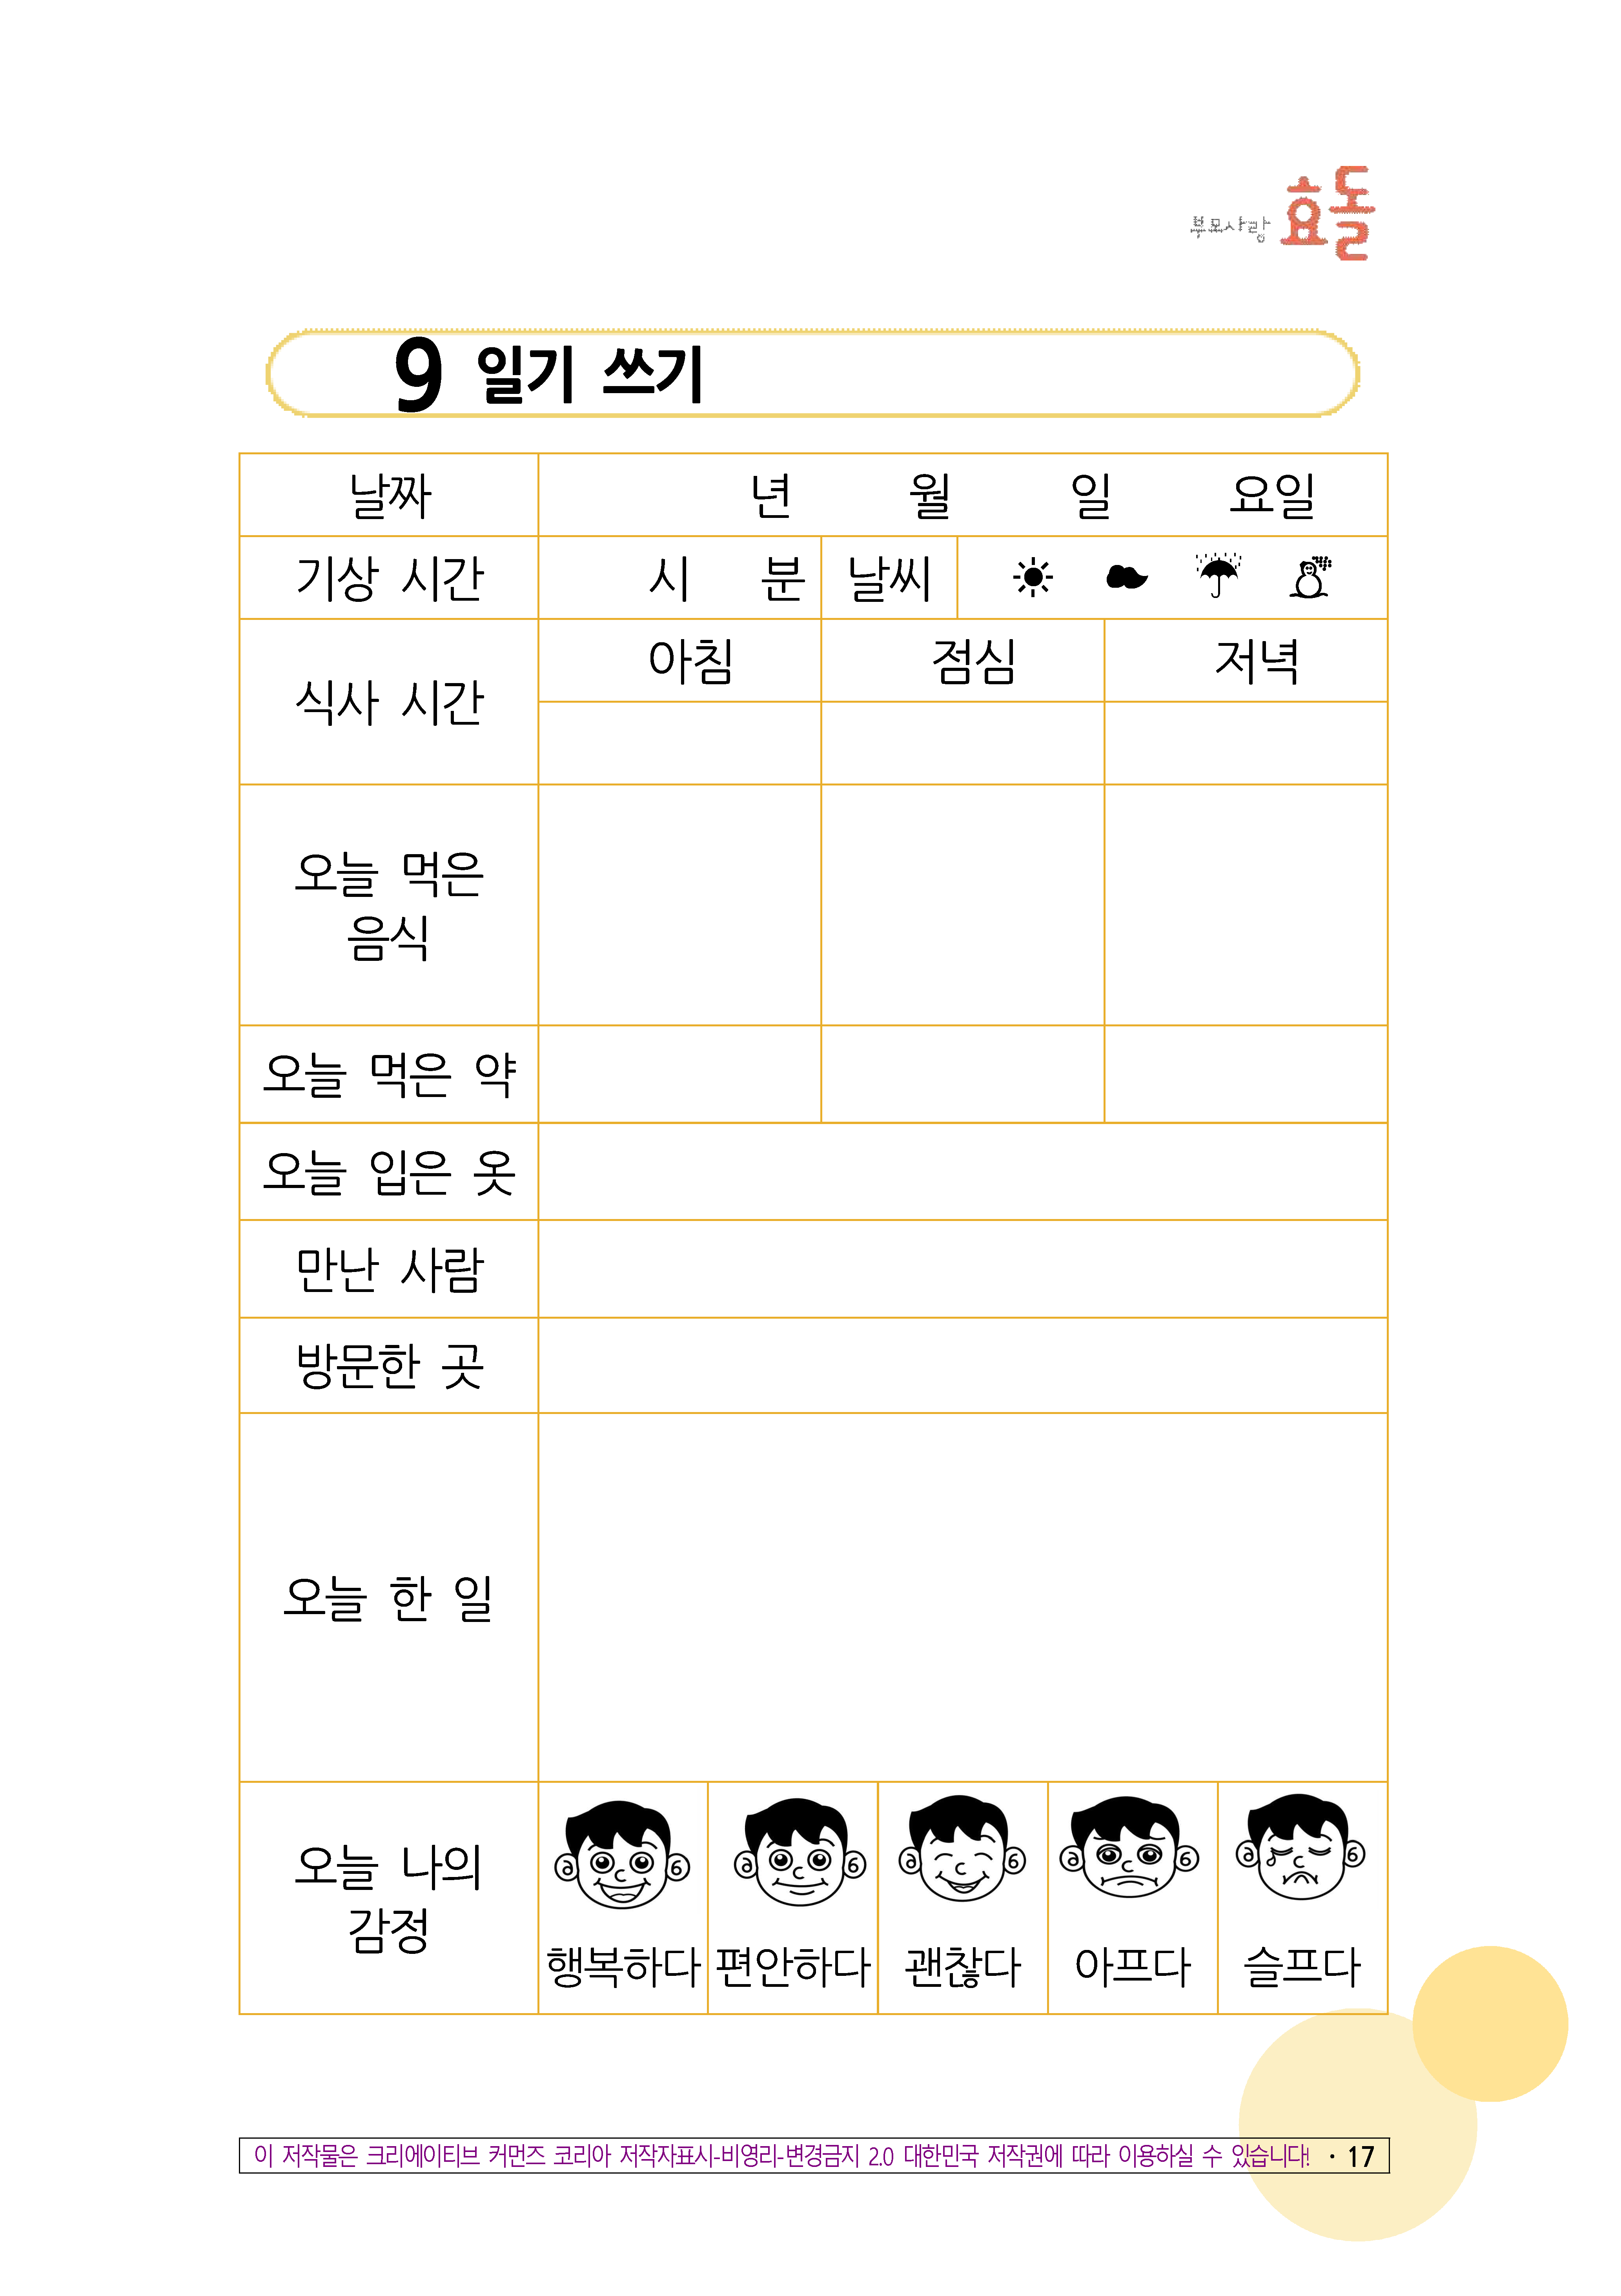 부모사랑 효돌
9 일기 쓰기
날짜 년 월 일 요일
기상 시간 시 분 날씨
식사 시간 아침 점심 저녁
오늘 먹은
음식
오늘 먹은 약
오늘 입은 옷
만난 사람
방문한 곳
오늘 한 일
오늘 나의
감정
행복하다 편안하다 괜찮다 아프다 슬프다
이 저작물은 크리에이티브 커먼즈 코리아 저작자표시-비영리-변경금지 2.0 대한민국 저작권에 따라 이용하실 수 있습니다! · 17